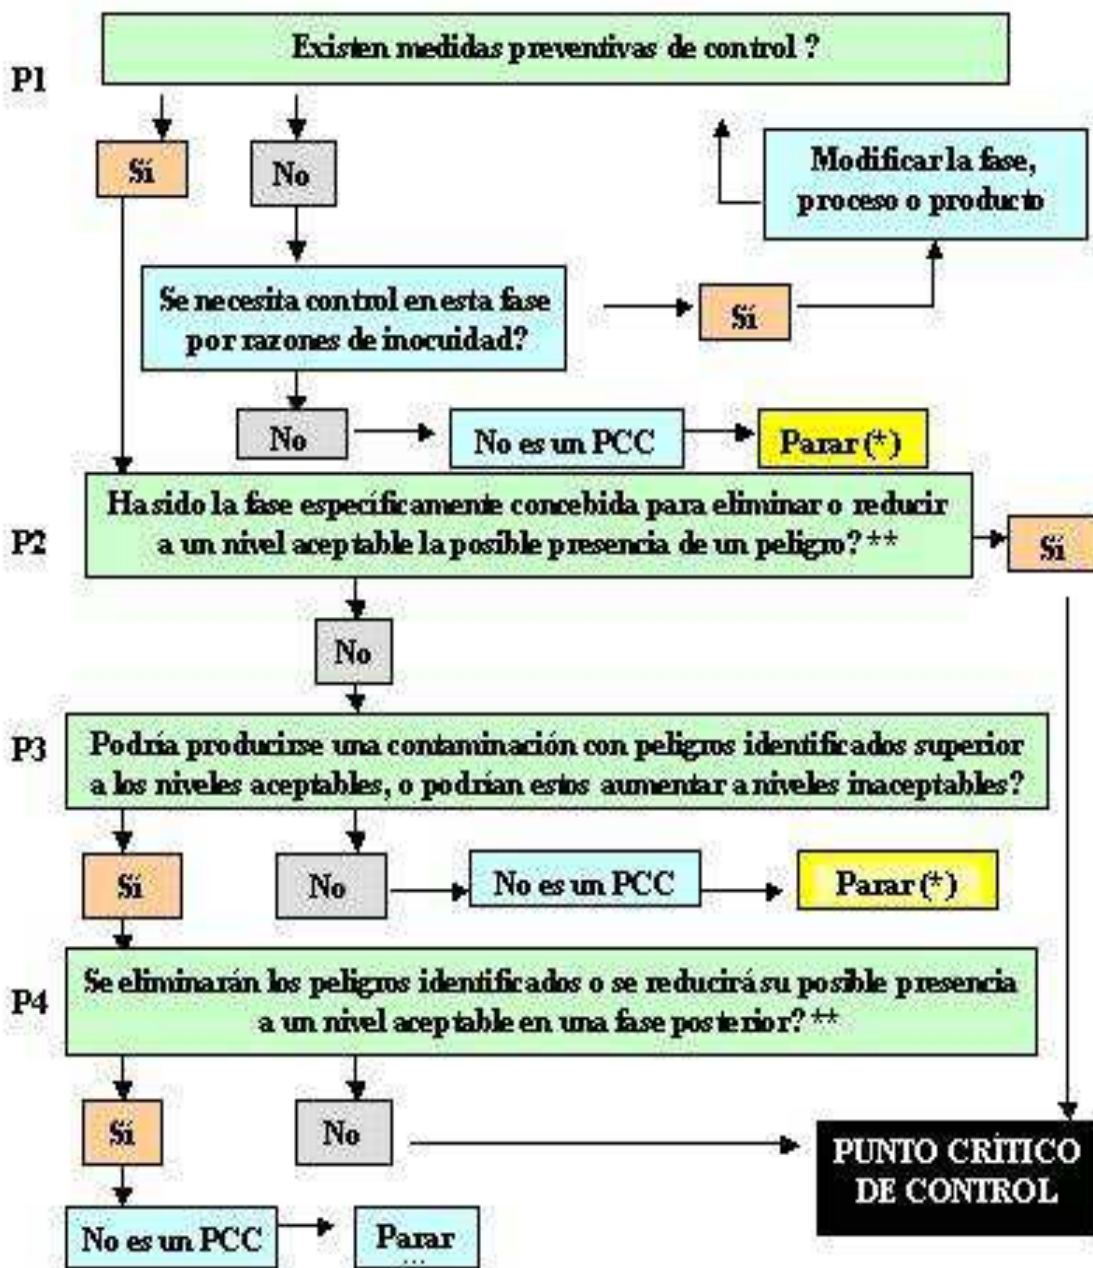 Existen medidas preventivas de control ?
P1
Sí
No
Modificar la fase,
proceso o producto
Se necesita control en esta fase
por razones de inocuidad?
Sí
No
No es un PCC
Parar (*)
P2
Ha sido la fase específicamente concebida para eliminar o reducir
a un nivel aceptable la posible presencia de un peligro? **
Sí
No
P3
Podría producirse una contaminación con peligros identificados superior
a los niveles aceptables, o podrían estos aumentar a niveles inaceptables?
Sí
No
No es un PCC
Parar (*)
P4
Se eliminarán los peligros identificados o se reducirá su posible presencia
a un nivel aceptable en una fase posterior? **
Sí
No
PUNTO CRÍTICO
DE CONTROL
No es un PCC
Parar
...